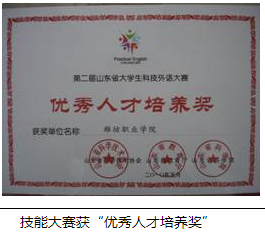 Practical English
第二届山东省大学生科技外语大赛
优秀人才培养奖
获奖单位名称 潍坊职业学院
技能大赛获“优秀人才培养奖”